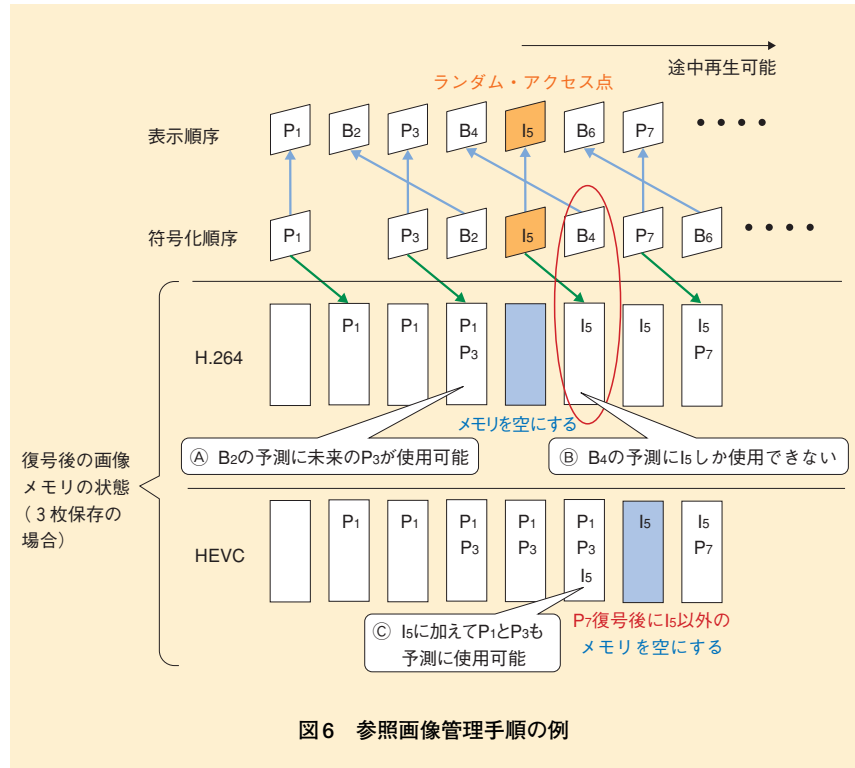 途中再生可能
ランダム・アクセス点
表示順序 P1 B2 P3 B4 I5 B6 P7 ・・・・
符号化順序 P1 P3 B2 I5 B4 P7 B6 ・・・・
H.264
P1
P1
P1
P3
I5
I5
I5
P7
メモリを空にする
Ⓐ B2の予測に未来のP3が使用可能
Ⓑ B4の予測にI5しか使用できない
復号後の画像
メモリの状態
（3枚保存の
場合）
HEVC
P1
P1
P1
P3
P1
P3
P1
P3
I5
I5
I5
P7
Ⓒ I5に加えてP1とP3も
予測に使用可能
P7復号後にI5以外の
メモリを空にする
図6 参照画像管理手順の例